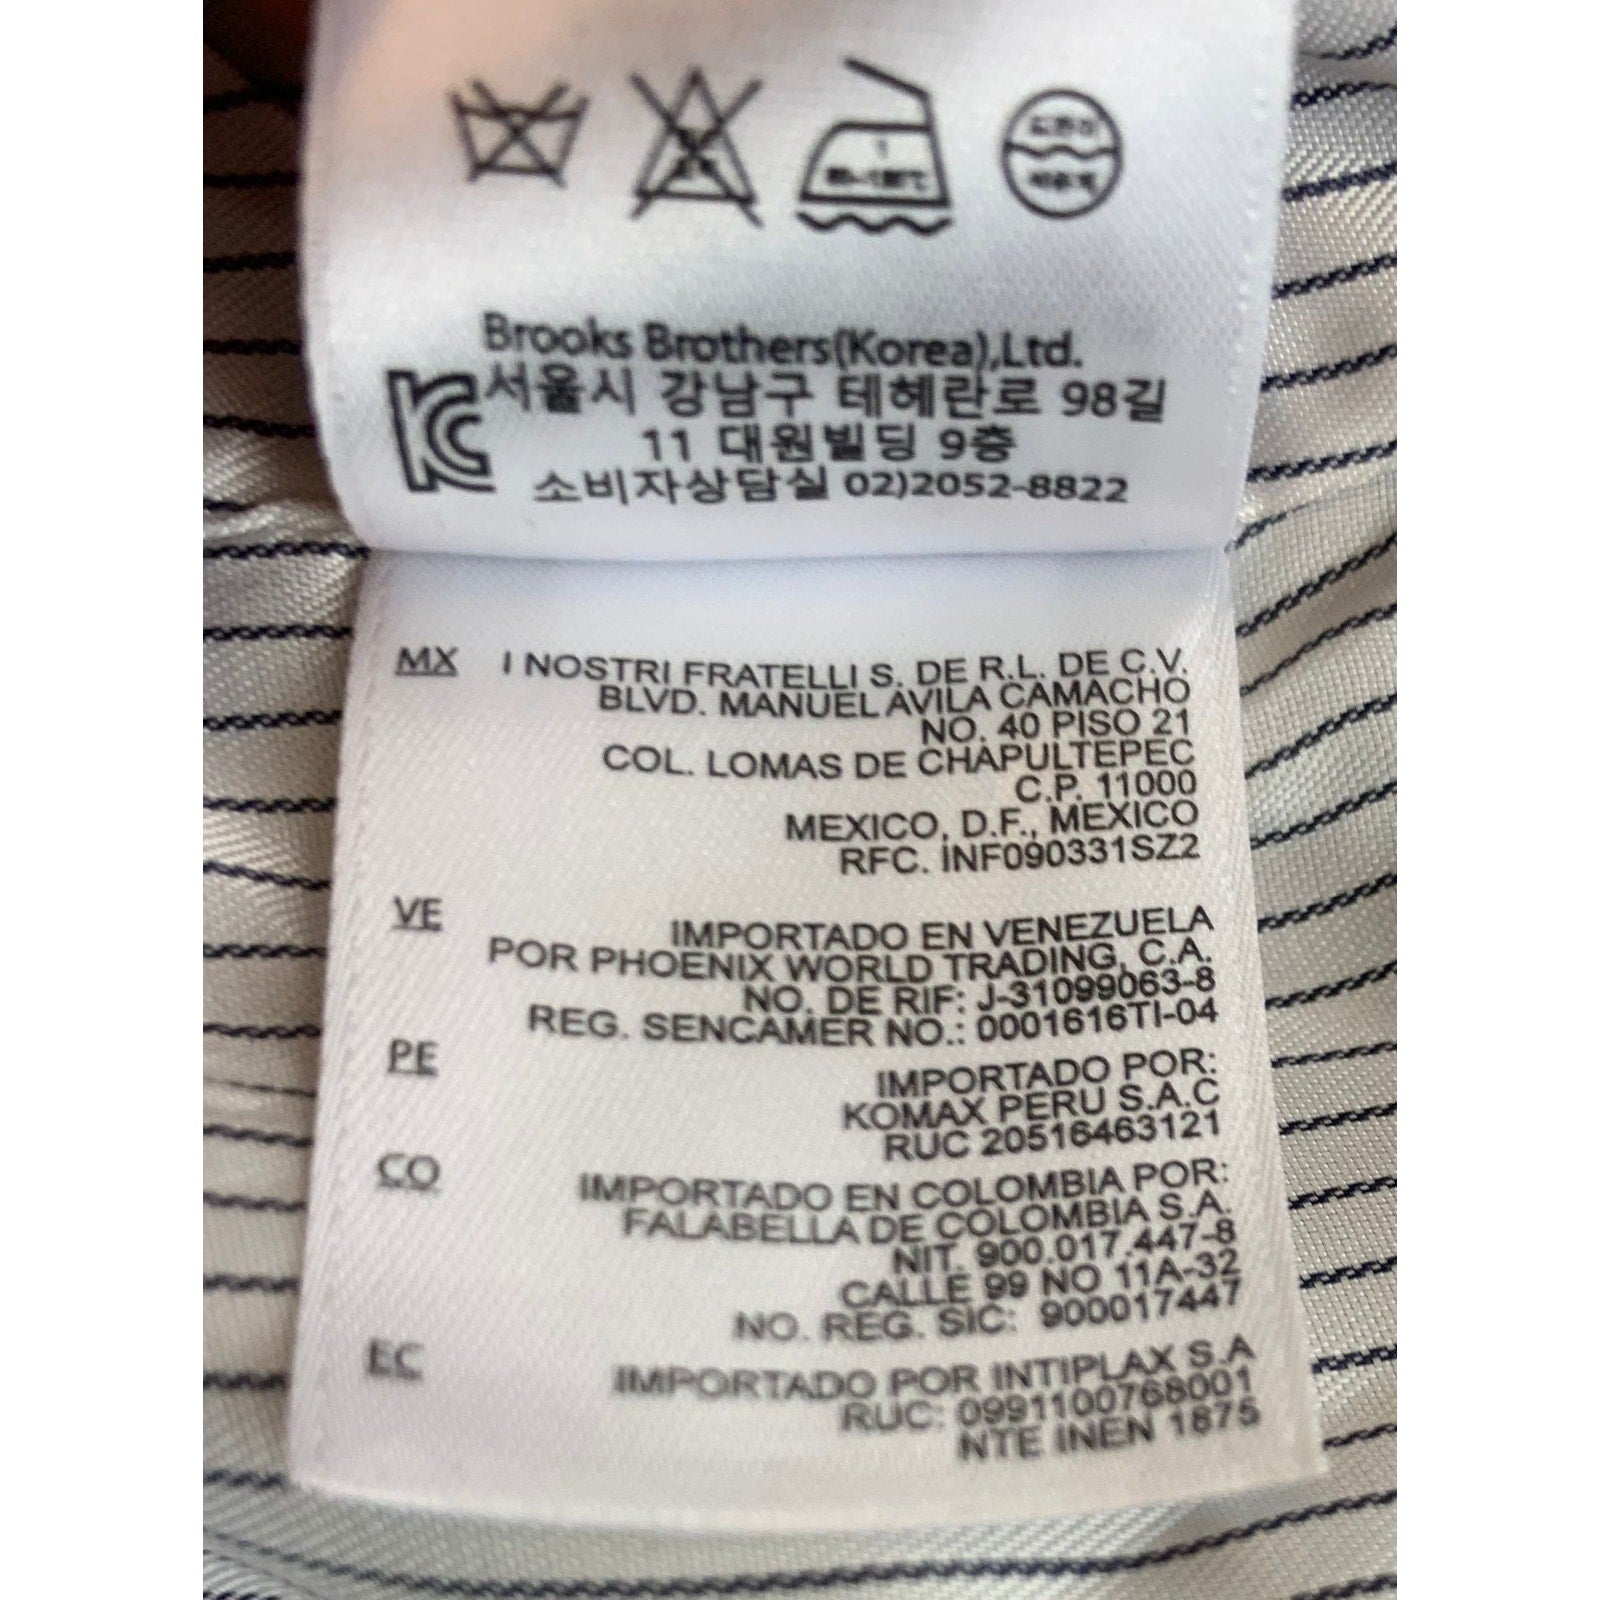 1
Brooks Brothers(Korea),Ltd.
서울시 강남구 테헤란로 98길
11 대원빌딩 9층
소비자상담실 02)2052-8822
MX I NOSTRI FRATELLI S. DE R.L. DE C.V.
BLVD. MANUEL AVILA CAMACHO
NO. 40 PISO 21
COL. LOMAS DE CHAPULTEPEC
C.P. 11000
MEXICO, D.F., MEXICO
RFC. INF090331SZ2
VE IMPORTADO EN VENEZUELA
POR PHOENIX WORLD TRADING, C.A.
NO. DE RIF: J-31099063-8
REG. SENCAMER NO.: 0001616TI-04
PE IMPORTADO POR:
KOMAX PERU S.A.C
RUC 20516463121
CO IMPORTADO EN COLOMBIA POR:
FALABELLA DE COLOMBIA S.A.
NIT. 900.017.447-8
CALLE 99 NO 11A-32
NO. REG. SIC: 900017447
EC IMPORTADO POR INTIPLAX S.A
RUC: 0991100768001
NTE INEN 1875